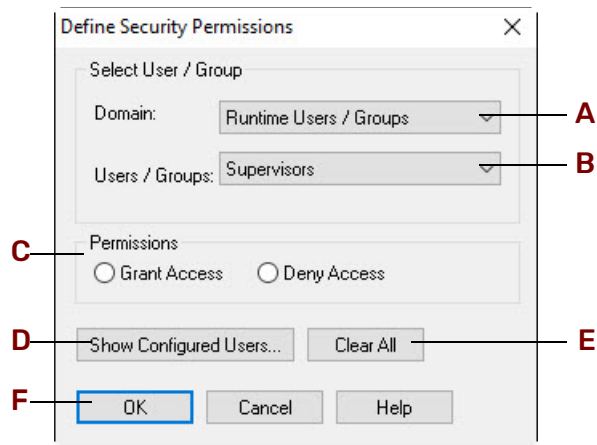 Define Security Permissions
Select User / Group
Domain: Runtime Users / Groups A
Users / Groups: Supervisors B
C Permissions
Grant Access Deny Access
D Show Configured Users... Clear All E
F OK Cancel Help